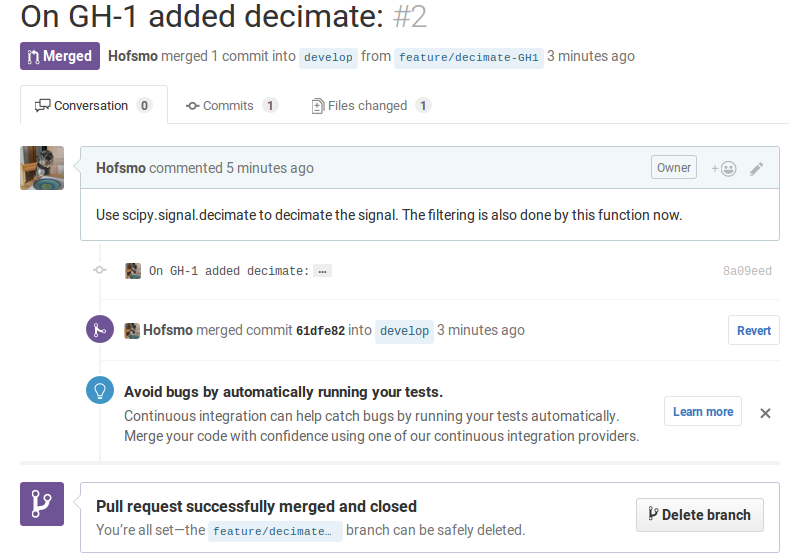 On GH-1 added decimate: #2
Merged Hofsmo merged 1 commit into develop from feature/decimate-GH1 3 minutes ago
Conversation 0 Commits 1 Files changed 1
Hofsmo commented 5 minutes ago Owner +
Use scipy.signal.decimate to decimate the signal. The filtering is also done by this function now.
On GH-1 added decimate: … 8a09eed
Hofsmo merged commit 61dfe82 into develop 3 minutes ago Revert
Avoid bugs by automatically running your tests.
Continuous integration can help catch bugs by running your tests automatically. Learn more
Merge your code with confidence using one of our continuous integration providers.
Pull request successfully merged and closed
You’re all set—the feature/decimate… branch can be safely deleted. Delete branch